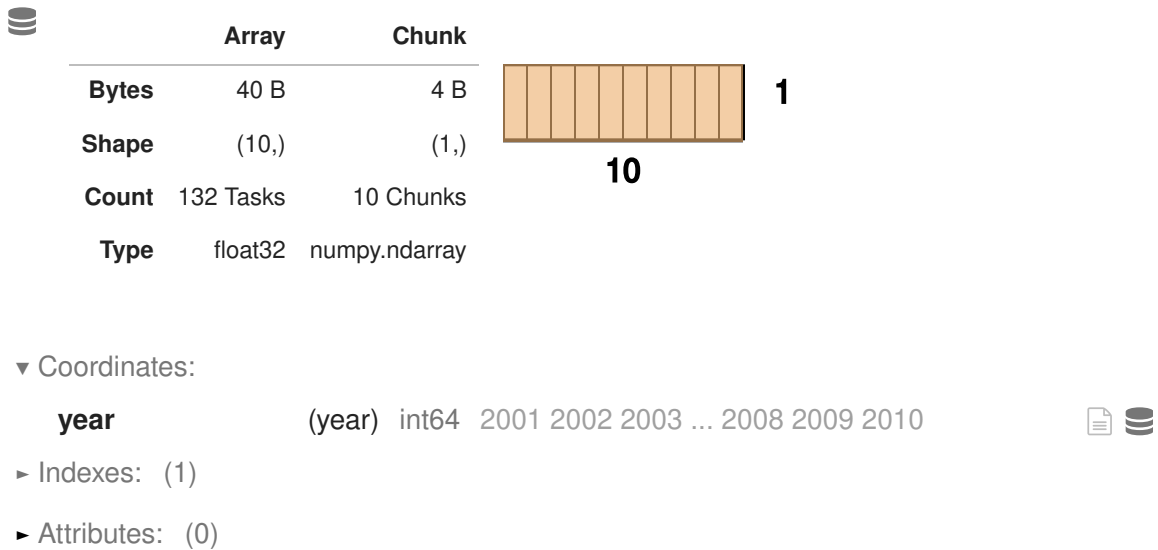 Array Chunk
Bytes 40 B 4 B
Shape (10,) (1,)
Count 132 Tasks 10 Chunks
Type float32 numpy.ndarray
1
10
▾ Coordinates:
year (year) int64 2001 2002 2003 ... 2008 2009 2010
► Indexes: (1)
► Attributes: (0)